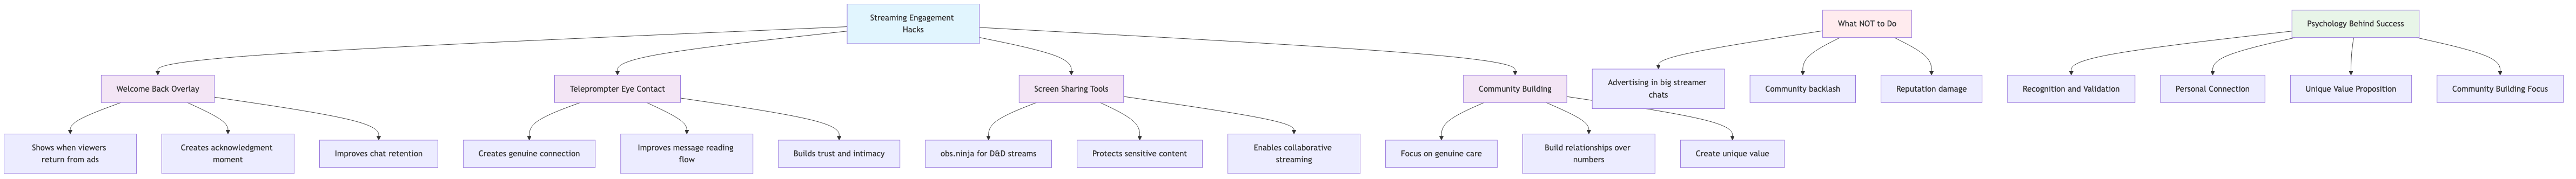 Streaming Engagement
Hacks
What NOT to Do
Psychology Behind Success
Welcome Back Overlay
Teleprompter Eye Contact
Screen Sharing Tools
Community Building
Advertising in big streamer
chats
Community backlash
Reputation damage
Recognition and Validation
Personal Connection
Unique Value Proposition
Community Building Focus
Shows when viewers
return from ads
Creates acknowledgment
moment
Improves chat retention
Creates genuine connection
Improves message reading
flow
Builds trust and intimacy
obs.ninja for D&D streams
Protects sensitive content
Enables collaborative
streaming
Focus on genuine care
Build relationships over
numbers
Create unique value